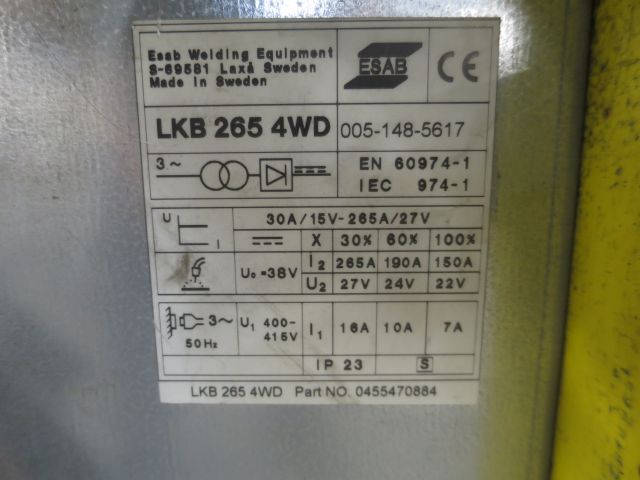 Esab Welding Equipment
S-69581 Laxå Sweden
Made in Sweden
ESAB
CE
LKB 265 4WD 005-148-5617
3~
EN 60974-1
IEC 974-1
U
I
30A/15V-265A/27V
X 30% 60% 100%
U₀=38V
I₂ 265A 190A 150A
U₂ 27V 24V 22V
3~
50Hz
U₁ 400-
415V
I₁ 16A 10A 7A
IP 23 S
LKB 265 4WD Part NO. 0455470884